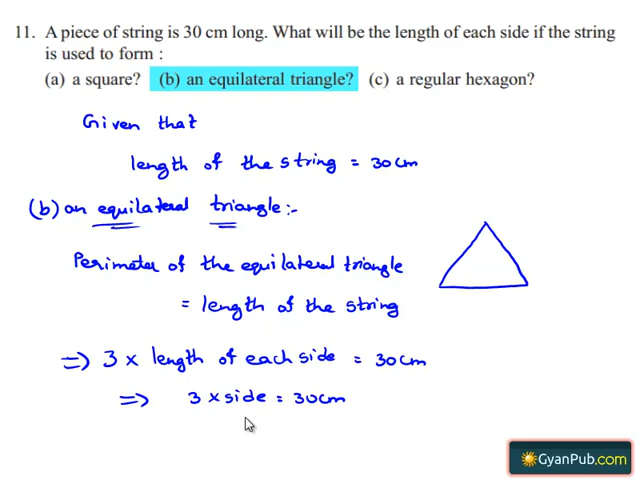 11. A piece of string is 30 cm long. What will be the length of each side if the string
is used to form :
(a) a square? (b) an equilateral triangle? (c) a regular hexagon?
Given that
length of the string = 30cm
(b) an equilateral triangle:-
Perimeter of the equilateral triangle
= length of the string
=> 3 × length of each side = 30cm
=> 3 × side = 30cm
GyanPub.com